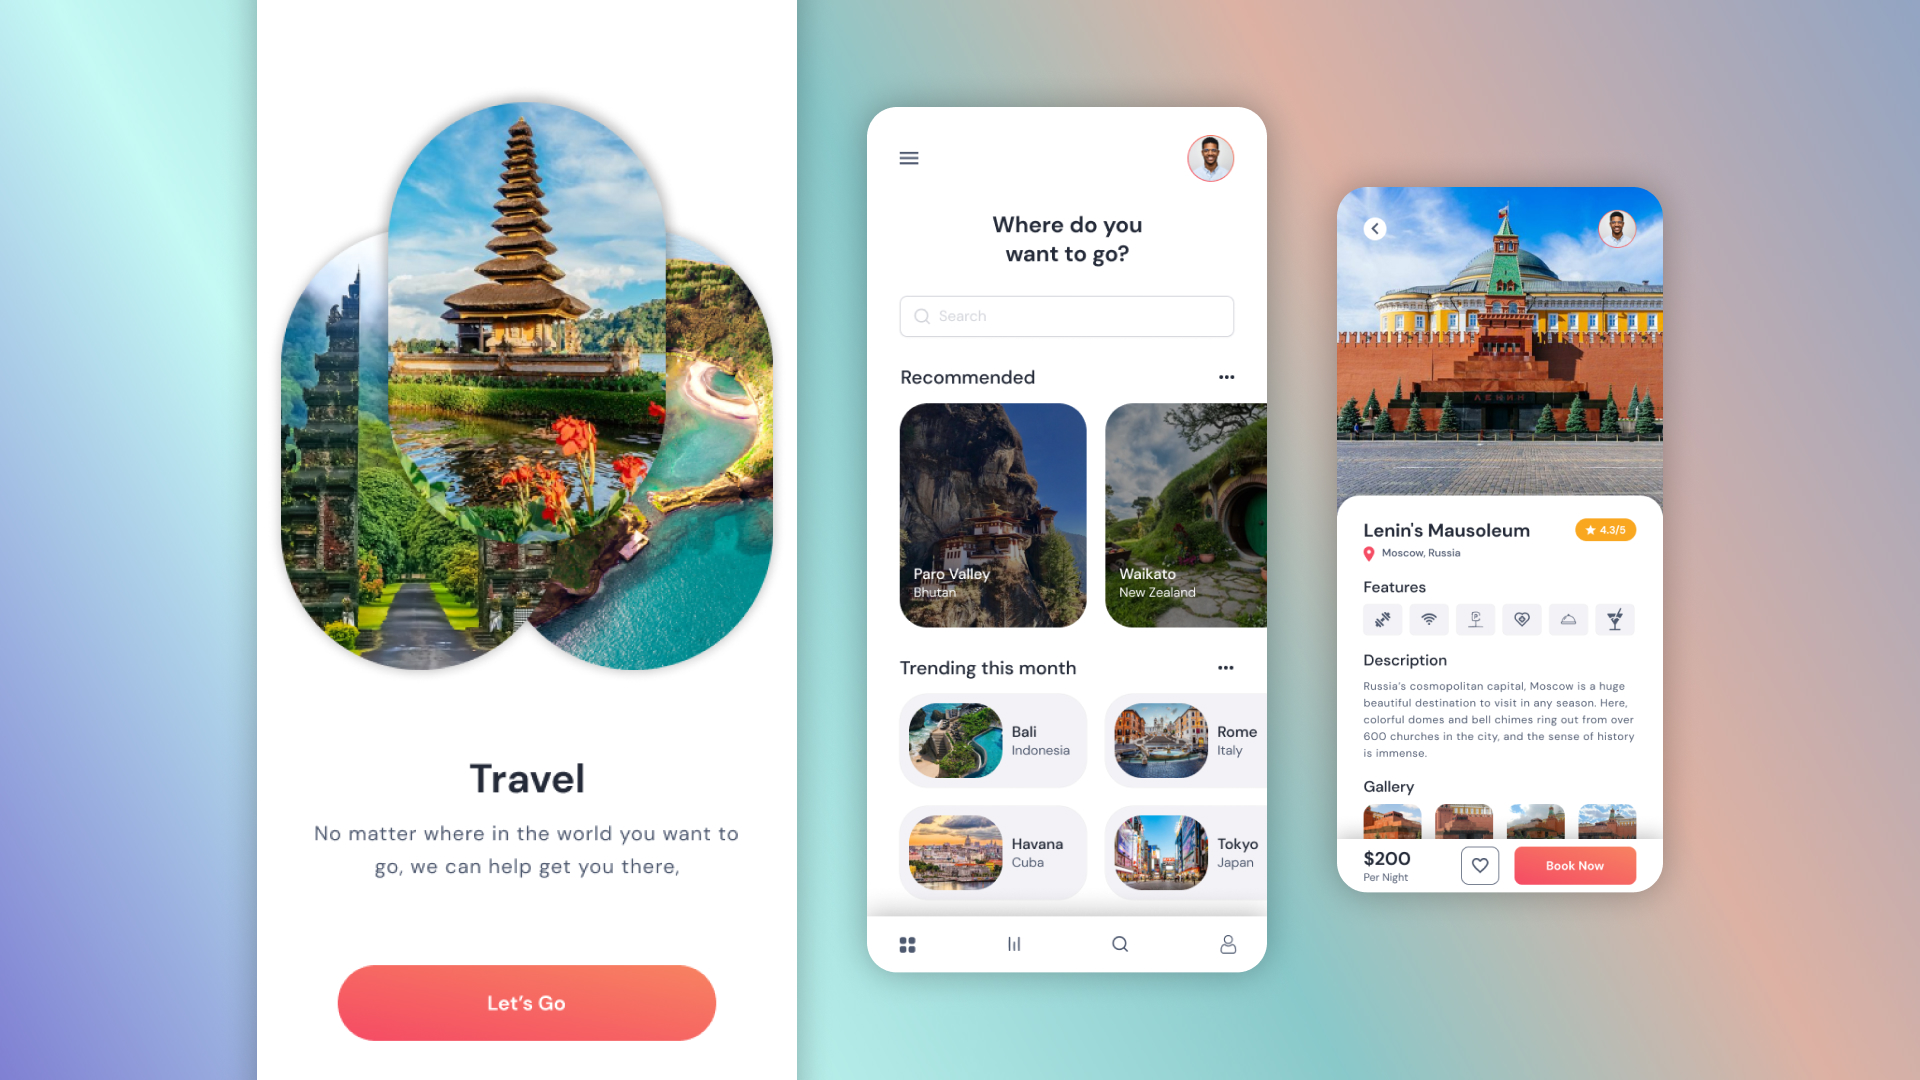 Travel
No matter where in the world you want to
go, we can help get you there,
Let's Go
Where do you
want to go?
Search
Recommended
Paro Valley
Bhutan
Waikato
New Zealand
Trending this month
Bali
Indonesia
Rome
Italy
Havana
Cuba
Tokyo
Japan
ЛЕНИН
Lenin's Mausoleum
4.3/5
Moscow, Russia
Features
Description
Russia's cosmopolitan capital, Moscow is a huge
beautiful destination to visit in any season. Here,
colorful domes and bell chimes ring out from over
600 churches in the city, and the sense of history
is immense.
Gallery
$200
Per Night
Book Now